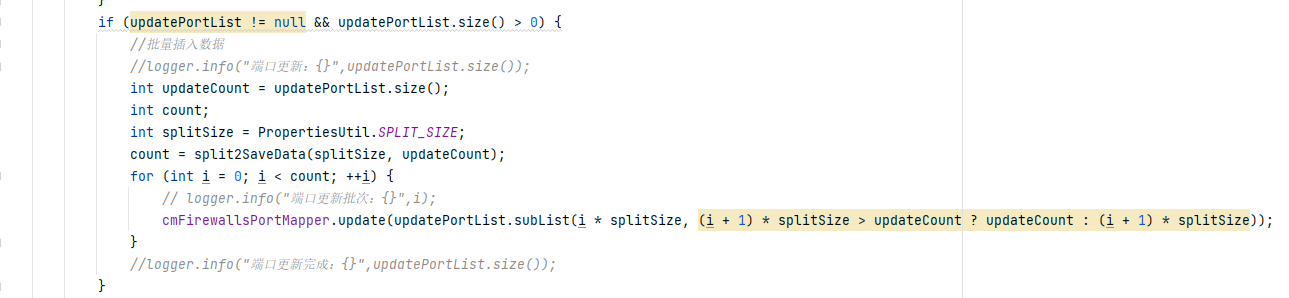 }
if (updatePortList != null && updatePortList.size() > 0) {
//批量插入数据
//logger.info("端口更新：{}",updatePortList.size());
int updateCount = updatePortList.size();
int count;
int splitSize = PropertiesUtil.SPLIT_SIZE;
count = split2SaveData(splitSize, updateCount);
for (int i = 0; i < count; ++i) {
// logger.info("端口更新批次：{}",i);
cmFirewallsPortMapper.update(updatePortList.subList(i * splitSize, (i + 1) * splitSize > updateCount ? updateCount : (i + 1) * splitSize));
}
//logger.info("端口更新完成：{}",updatePortList.size());
}